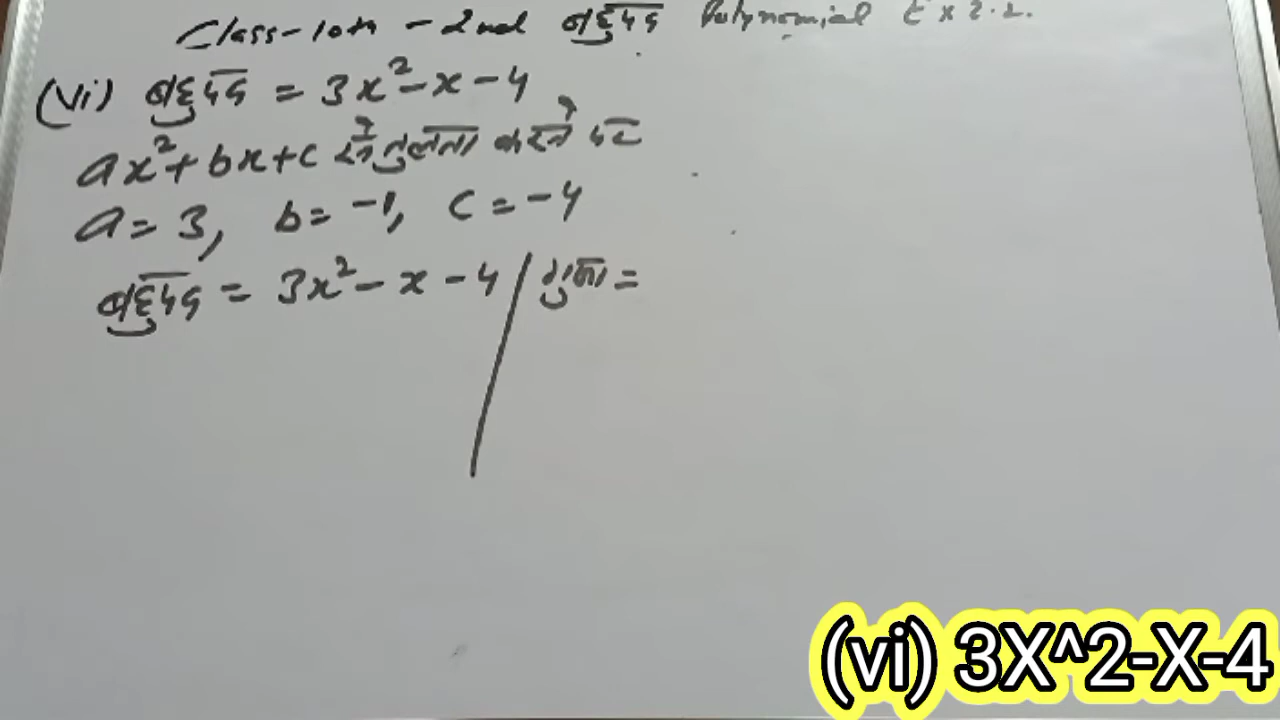 Class-10th - 2nd बहुपद Polynomial Ex 2.2.
(vi) बहुपद = 3x² - x - 4
ax² + bx + c से तुलना करने पर
a = 3, b = -1, c = -4
बहुपद = 3x² - x - 4 / गुना =
(vi) 3X^2-X-4